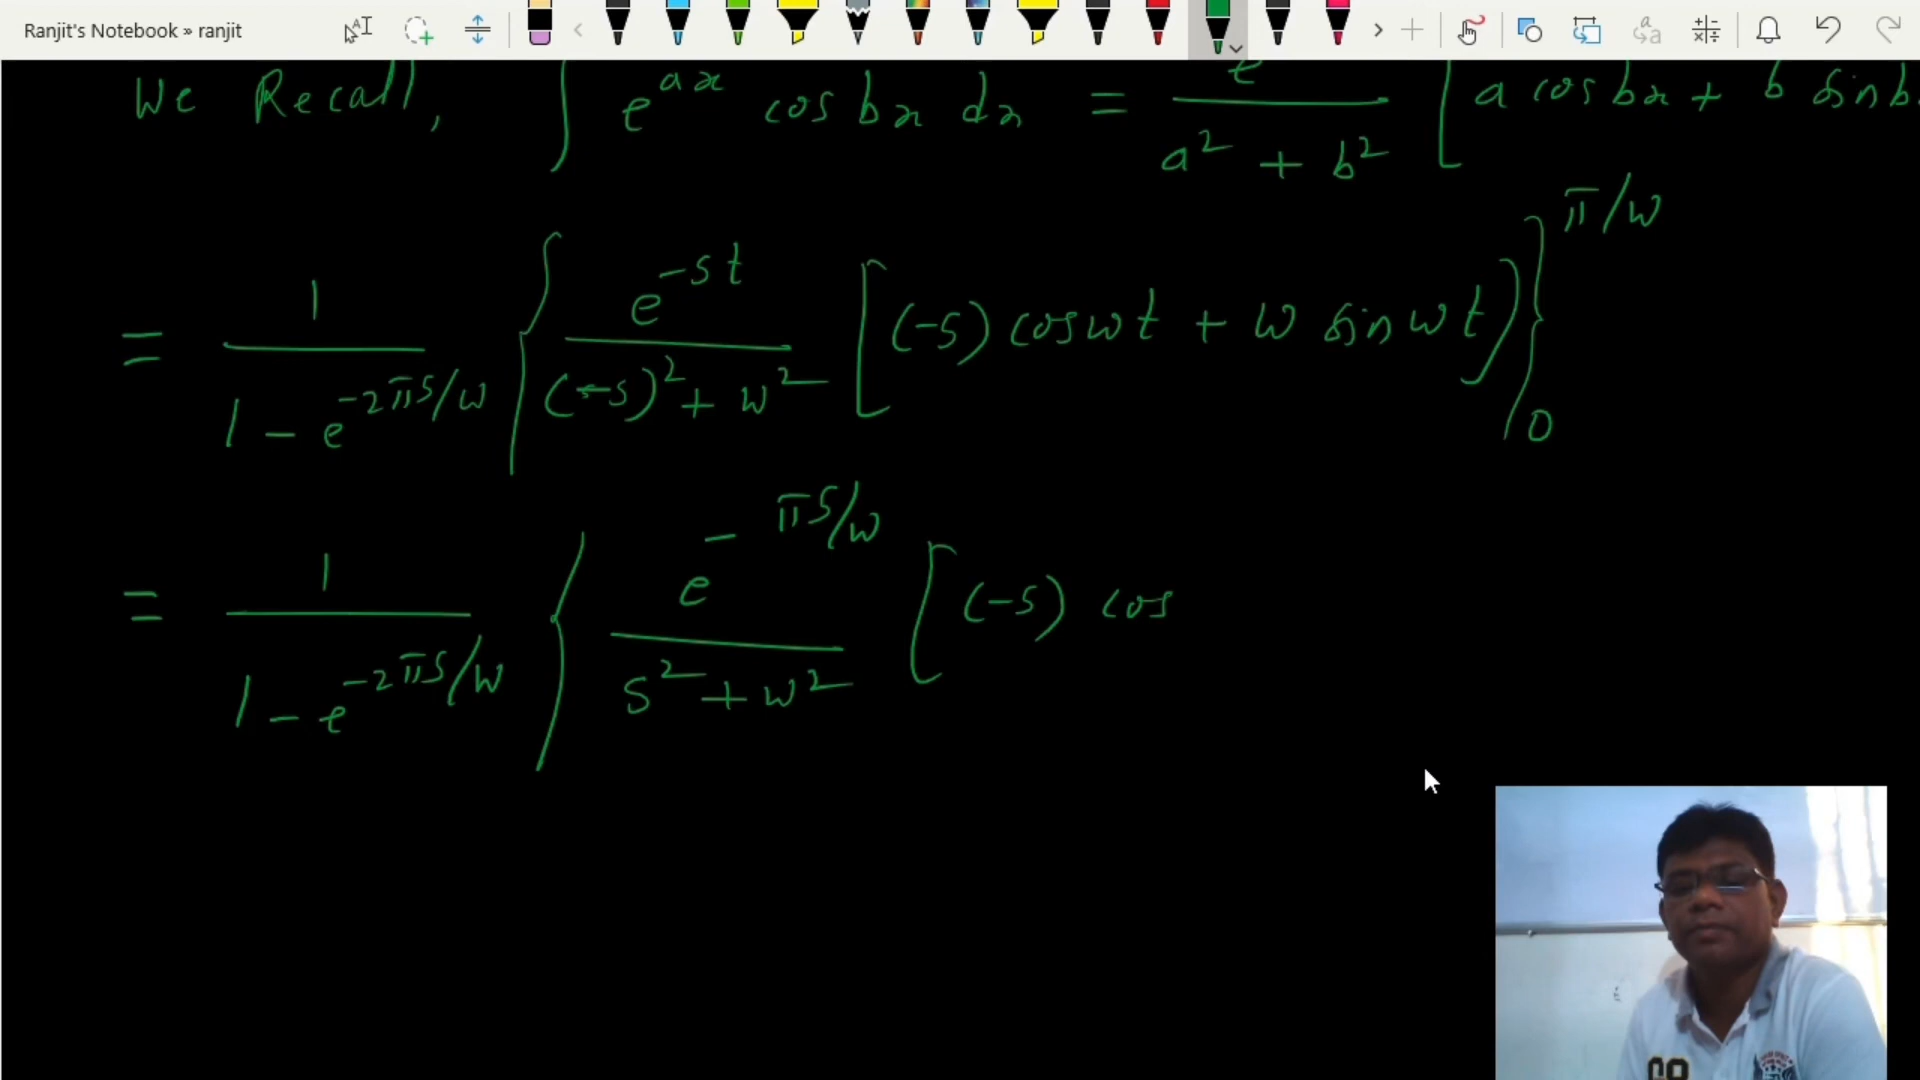 Ranjit's Notebook » ranjit
We Recall, ∫ e^{ax} cos bx dx = e / (a² + b²) [a cos bx + b sin b
= 1 / (1 - e^{-2πs/w}) { e^{-st} / ((-s)² + w²) [(-s) cos wt + w sin wt] }_0^{π/w}
= 1 / (1 - e^{-2πs/w}) { e^{-πs/w} / (s² + w²) [(-s) cos